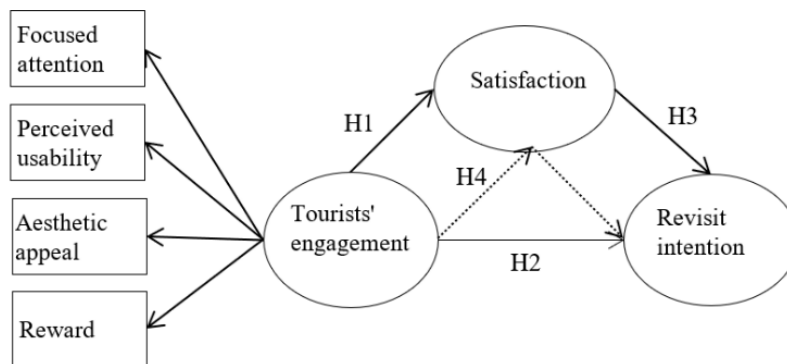 Focused
attention
Perceived
usability
Aesthetic
appeal
Reward
Tourists'
engagement
H1
Satisfaction
H4
H2
H3
Revisit
intention